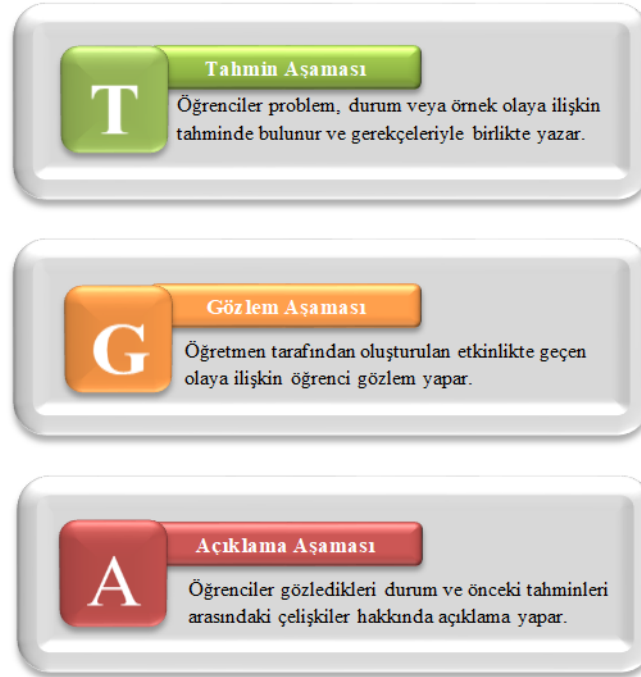 T
Tahmin Aşaması
Öğrenciler problem, durum veya örnek olaya ilişkin
tahminde bulunur ve gerekçeleriyle birlikte yazar.
G
Gözlem Aşaması
Öğretmen tarafından oluşturulan etkinlikte geçen
olaya ilişkin öğrenci gözlem yapar.
A
Açıklama Aşaması
Öğrenciler gözledikleri durum ve önceki tahminleri
arasındaki çelişkiler hakkında açıklama yapar.